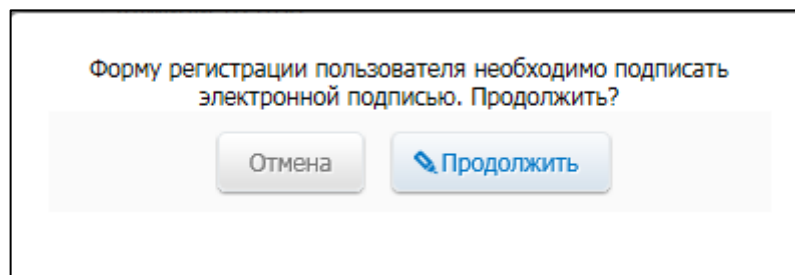 Форму регистрации пользователя необходимо подписать
электронной подписью. Продолжить?
Отмена
Продолжить